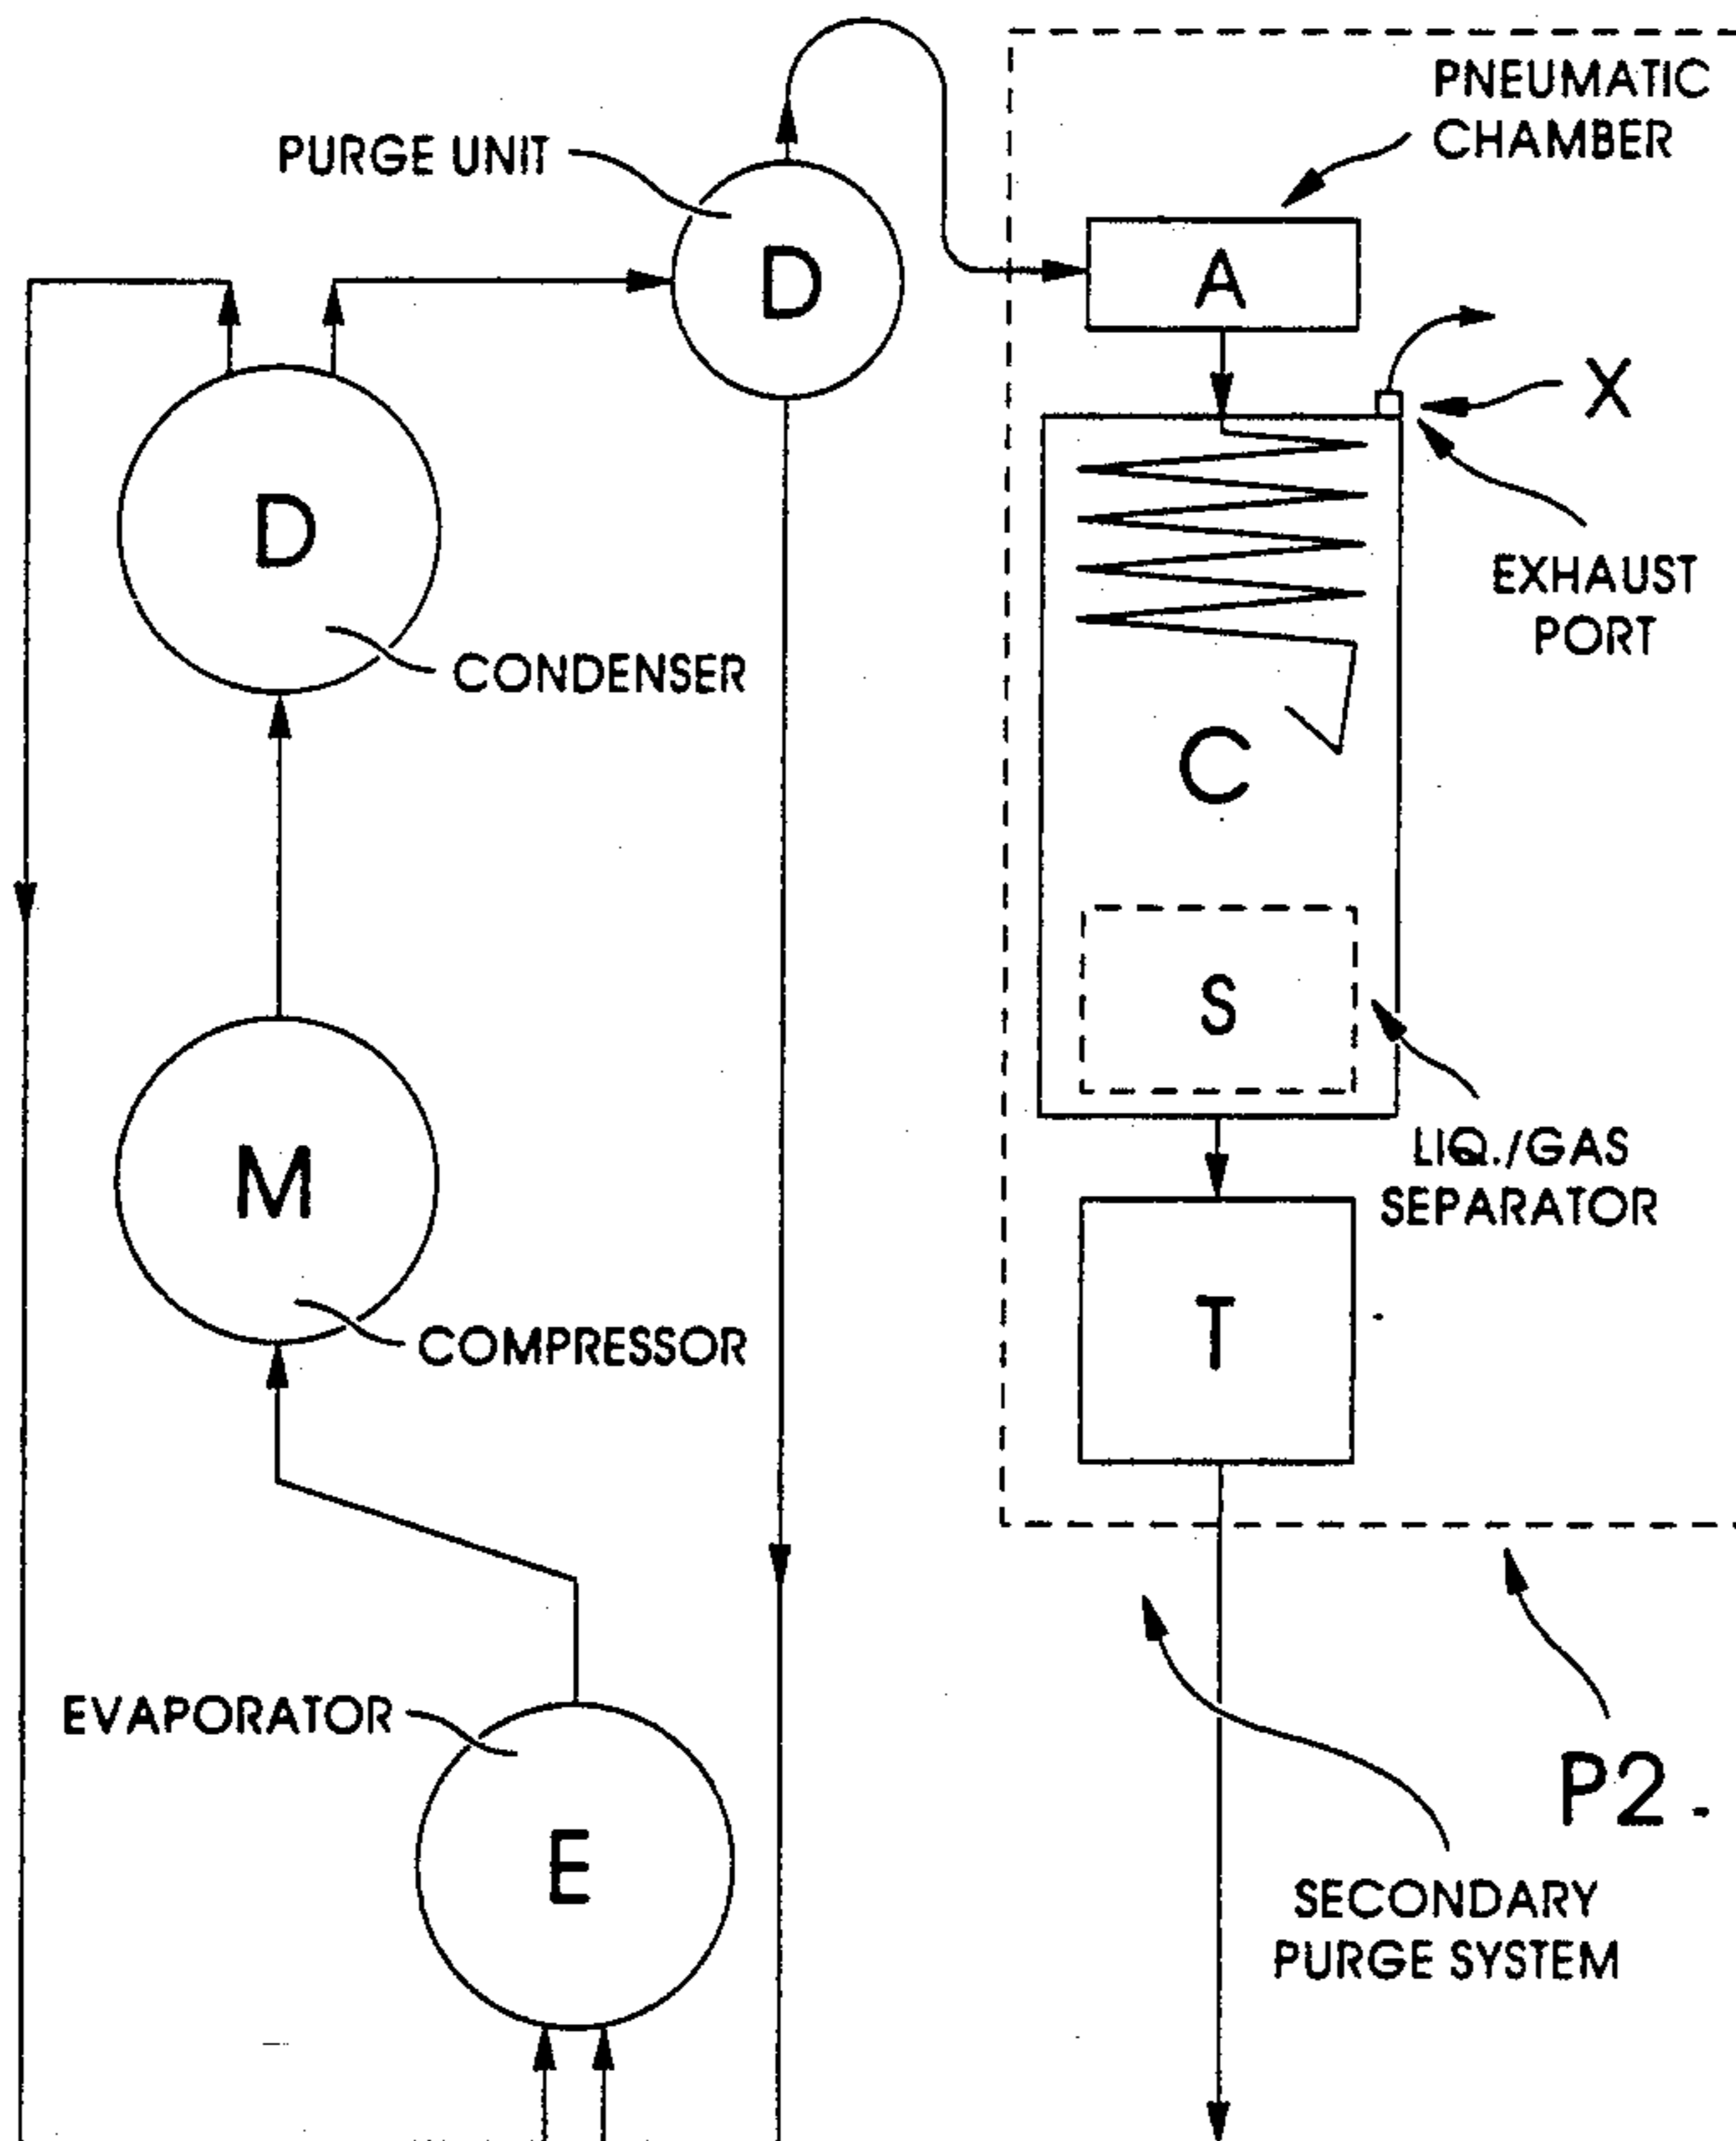 PNEUMATIC
CHAMBER
PURGE UNIT
D
A
X
D
EXHAUST
PORT
CONDENSER
C
S
M
LIQ./GAS
SEPARATOR
T
COMPRESSOR
EVAPORATOR
P2
E
SECONDARY
PURGE SYSTEM